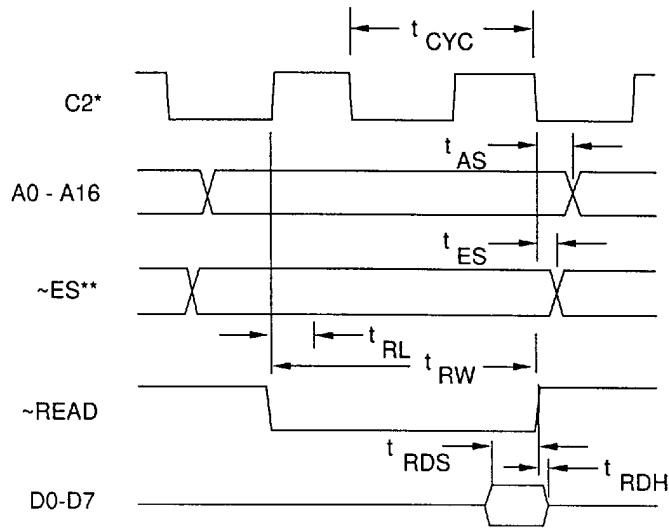 t CYC
C2*
t AS
A0 - A16
t ES
~ES**
t RL
t RW
~READ
t RDS
t RDH
D0-D7